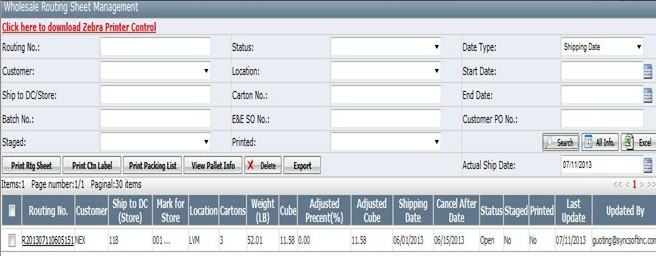 Wholesale Routing Sheet Management
Click here to download Zebra Printer Control
Routing No.: Status: Date Type: Shipping Date
Customer: Location: Start Date:
Ship to DC/Store: Carton No.: End Date:
Batch No.: E&E SO No.: Customer PO No.:
Staged: Printed: Search All Info. Excel
Print Rtg Sheet Print Ctn Label Print Packing List View Pallet Info Delete Export Actual Ship Date: 07/11/2013
Items:1 Page number:1/1 Paginal:30 items << < 1 > >>
Routing No. Customer Ship to DC (Store) Mark for Store Location Cartons Weight (LB) Cube Adjusted Precent(%) Adjusted Cube Shipping Date Cancel After Date Status Staged Printed Last Update Updated By
R201307110605151 NEX 118 001 ... LVM 3 52.01 11.58 0.00 11.58 06/01/2013 06/15/2013 Open No No 07/11/2013 guoting@syncsoftinc.com